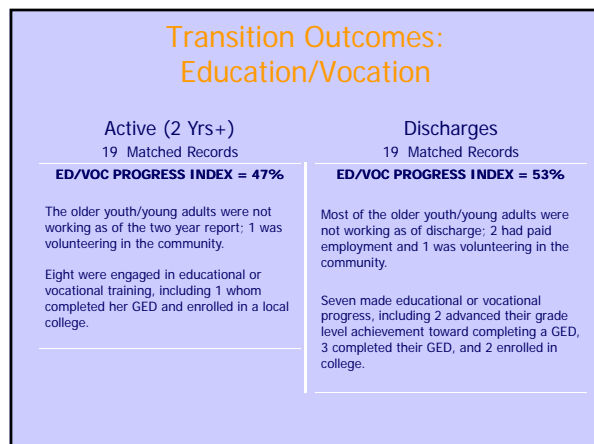 Transition Outcomes:
Education/Vocation
Active (2 Yrs+)
19 Matched Records
ED/VOC PROGRESS INDEX = 47%
The older youth/young adults were not
working as of the two year report; 1 was
volunteering in the community.
Eight were engaged in educational or
vocational training, including 1 whom
completed her GED and enrolled in a local
college.
Discharges
19 Matched Records
ED/VOC PROGRESS INDEX = 53%
Most of the older youth/young adults were
not working as of discharge; 2 had paid
employment and 1 was volunteering in the
community.
Seven made educational or vocational
progress, including 2 advanced their grade
level achievement toward completing a GED,
3 completed their GED, and 2 enrolled in
college.